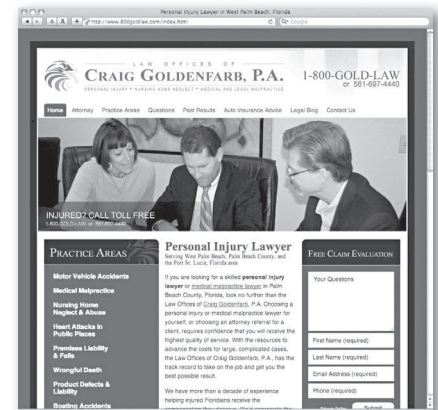 Personal Injury Lawyer in West Palm Beach, Florida
http://www.800goldlaw.com/index.html
Google
LAW OFFICES OF
CRAIG GOLDENFARB, P.A.
PERSONAL INJURY • NURSING HOME NEGLECT • MEDICAL AND LEGAL MALPRACTICE
1-800-GOLD-LAW
or 561-697-4440
Home Attorney Practice Areas Questions Past Results Auto Insurance Advice Legal Blog Contact Us
INJURED? CALL TOLL FREE
1-800-GOLD-LAW or 561-697-4440
PRACTICE AREAS
Motor Vehicle Accidents
Medical Malpractice
Nursing Home
Neglect & Abuse
Heart Attacks in
Public Places
Premises Liability
& Falls
Wrongful Death
Product Defects &
Liability
Boating Accidents
Personal Injury Lawyer
Serving West Palm Beach, Palm Beach County, and
the Port St. Lucie, Florida area
If you are looking for a skilled personal injury
lawyer or medical malpractice lawyer in Palm
Beach County, Florida, look no further than the
Law Offices of Craig Goldenfarb, P.A. Choosing a
personal injury or medical malpractice lawyer for
yourself, or choosing an attorney referral for a
client, requires confidence that you will receive the
highest quality of service. With the resources to
advance the costs for large, complicated cases,
the Law Offices of Craig Goldenfarb, P.A., has the
track record to take on the job and get you the
best possible result.
We have more than a decade of experience
helping injured Floridians receive the
FREE CLAIM EVALUATION
Your Questions
First Name (required)
Last Name (required)
Email Address (required)
Phone (required)
Submit